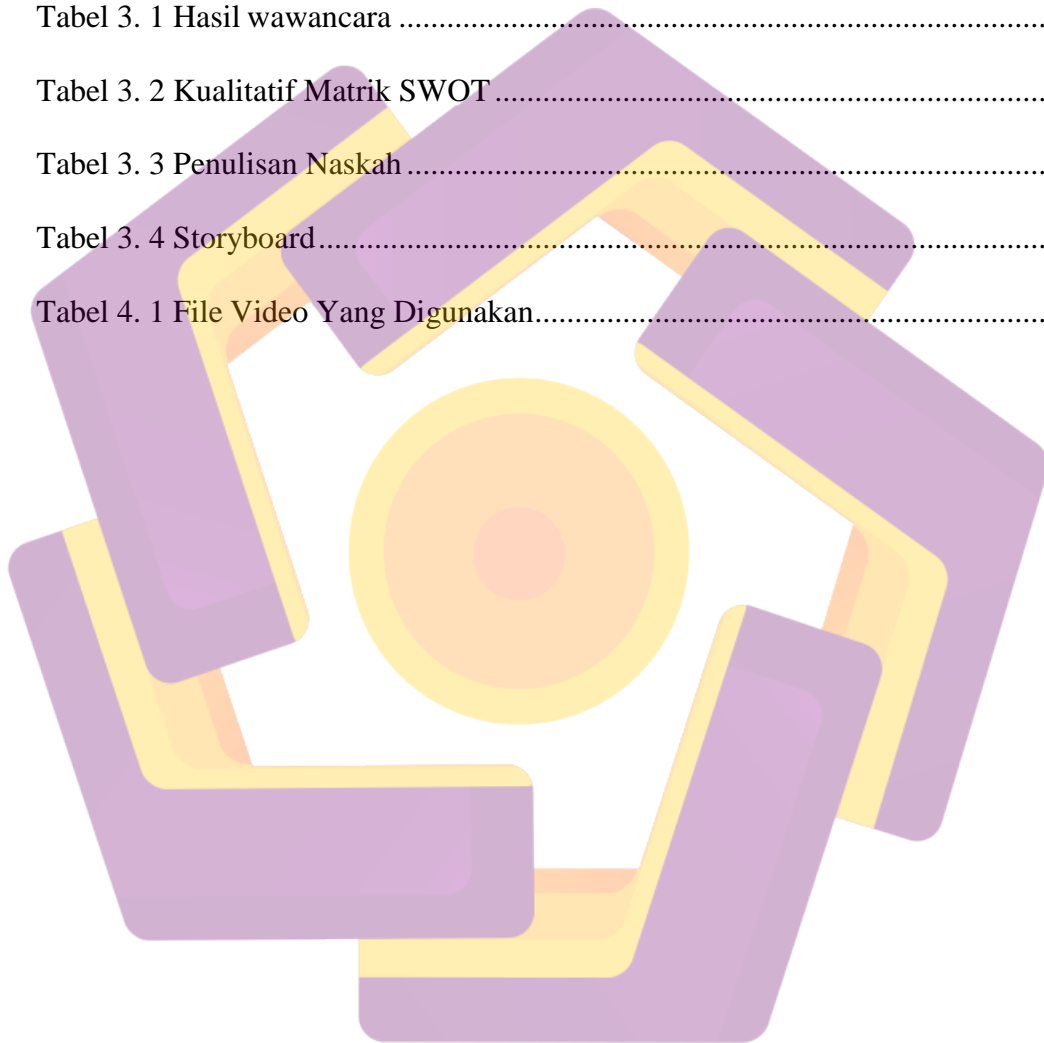 Tabel 3. 1 Hasil wawancara ................................................................................
Tabel 3. 2 Kualitatif Matrik SWOT .....................................................................
Tabel 3. 3 Penulisan Naskah ...............................................................................
Tabel 3. 4 Storyboard ..........................................................................................
Tabel 4. 1 File Video Yang Digunakan................................................................